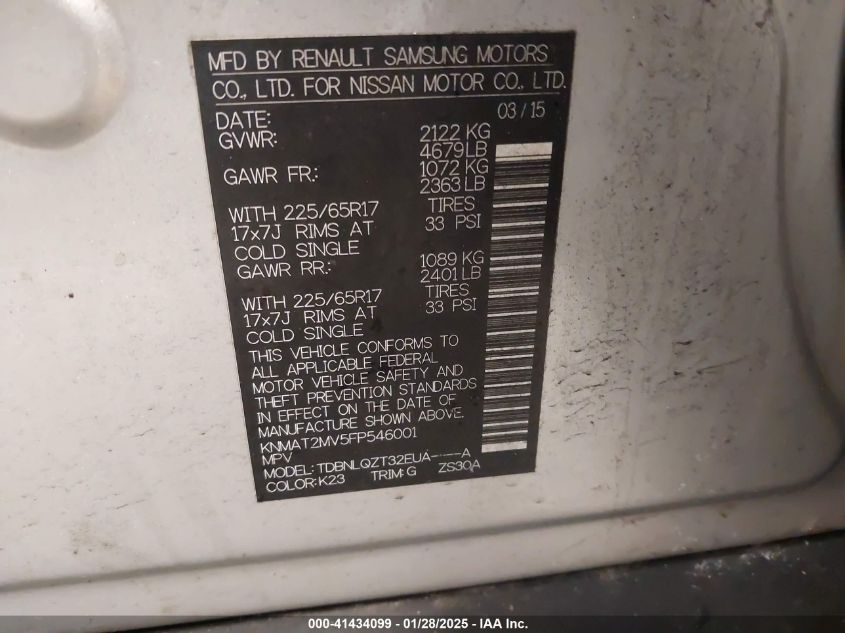 MFD BY RENAULT SAMSUNG MOTORS
CO., LTD. FOR NISSAN MOTOR CO., LTD.
DATE: 03/15
GVWR: 2122 KG
4679 LB
GAWR FR.: 1072 KG
2363 LB
WITH 225/65R17 TIRES
17x7J RIMS AT 33 PSI
COLD SINGLE
GAWR RR.: 1089 KG
2401 LB
WITH 225/65R17 TIRES
17x7J RIMS AT 33 PSI
COLD SINGLE
THIS VEHICLE CONFORMS TO
ALL APPLICABLE FEDERAL
MOTOR VEHICLE SAFETY AND
THEFT PREVENTION STANDARDS
IN EFFECT ON THE DATE OF
MANUFACTURE SHOWN ABOVE.
KNMAT2MV5FP546001
MPV
MODEL: TDBNLQZT32EUA----A
COLOR: K23 TRIM: G ZS30A
000-41434099 | 01/28/2025 - IAA Inc.